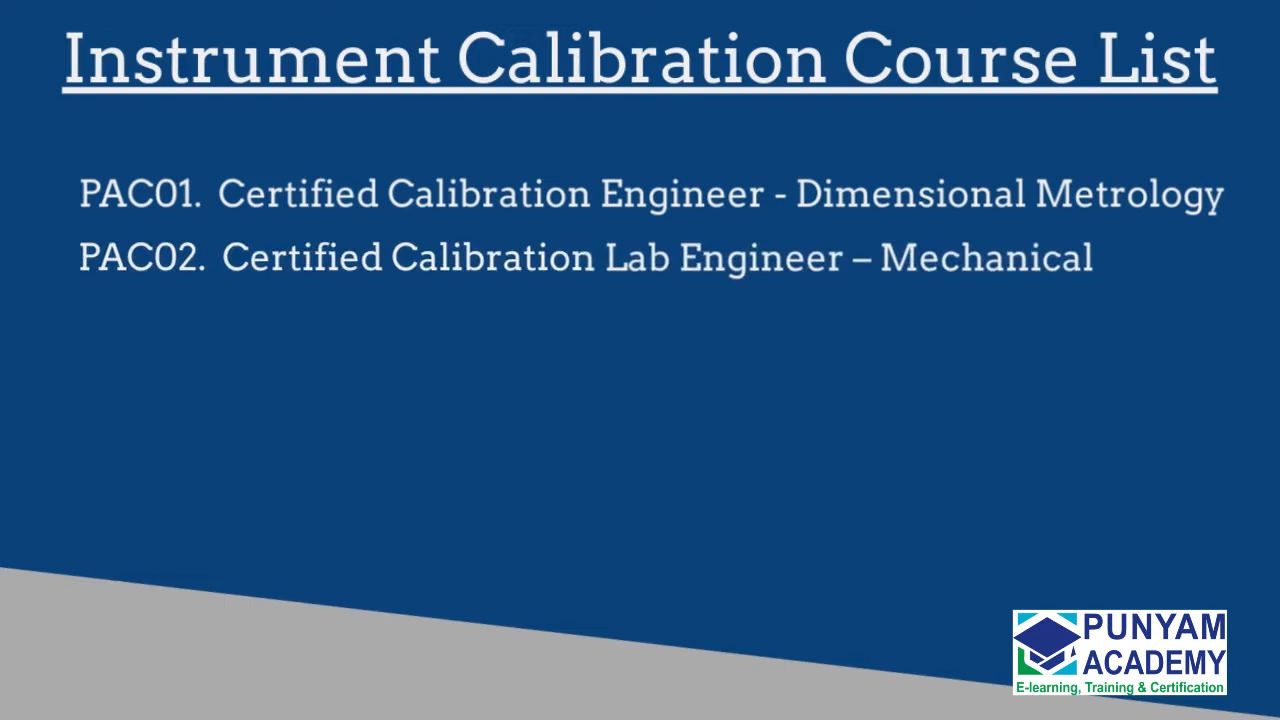 Instrument Calibration Course List
PAC01. Certified Calibration Engineer - Dimensional Metrology
PAC02. Certified Calibration Lab Engineer – Mechanical
PUNYAM
ACADEMY
E-learning, Training & Certification